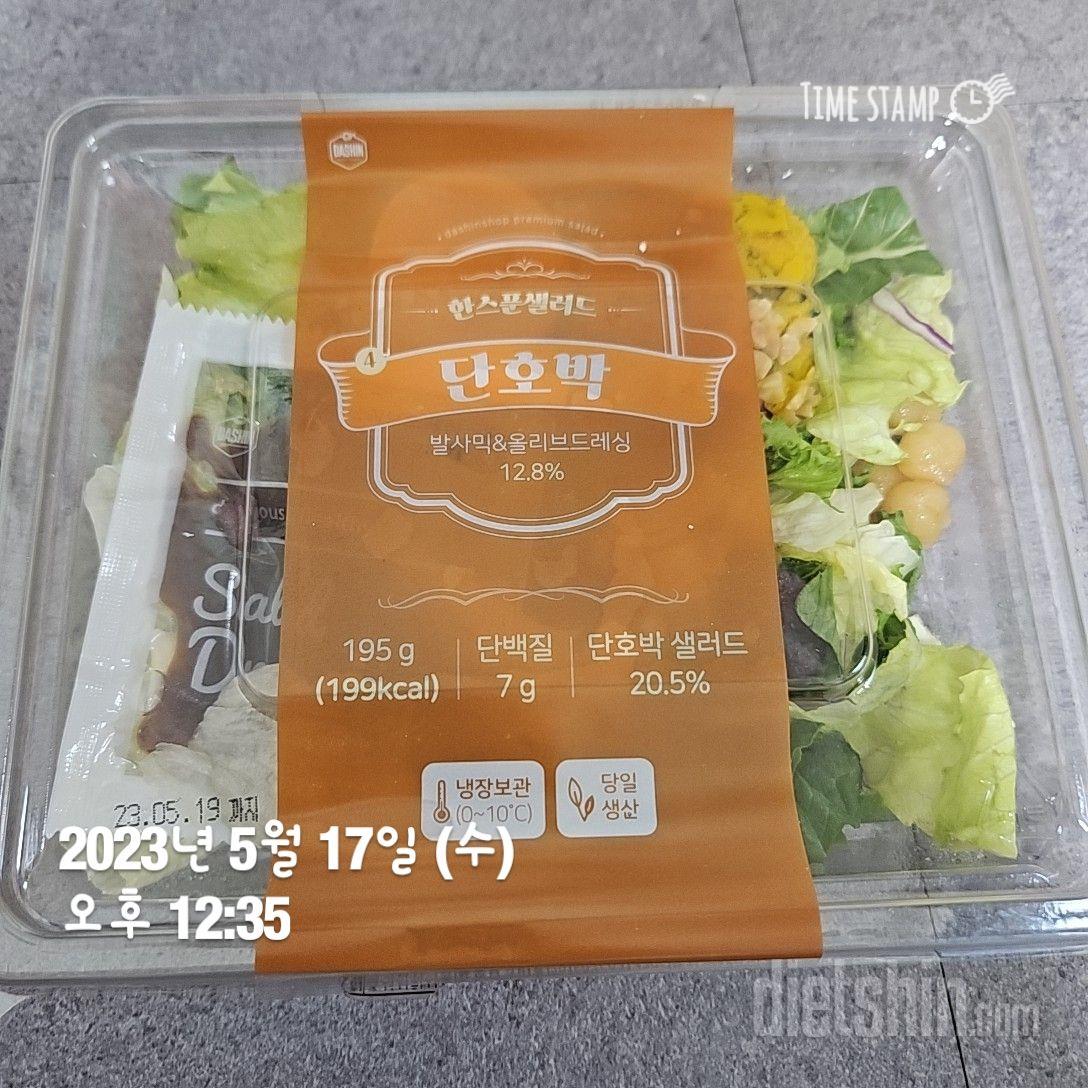 TIME STAMP
DASHIN
dashinshop premium salad
한스푼샐러드
4
단호박
발사믹&올리브드레싱
12.8%
DASHIN
195 g
(199kcal)
단백질
7 g
단호박 샐러드
20.5%
냉장보관
(0~10°C)
당일
생산
23.05.19 까지
2023년 5월 17일 (수)
오후 12:35
dietshin.com